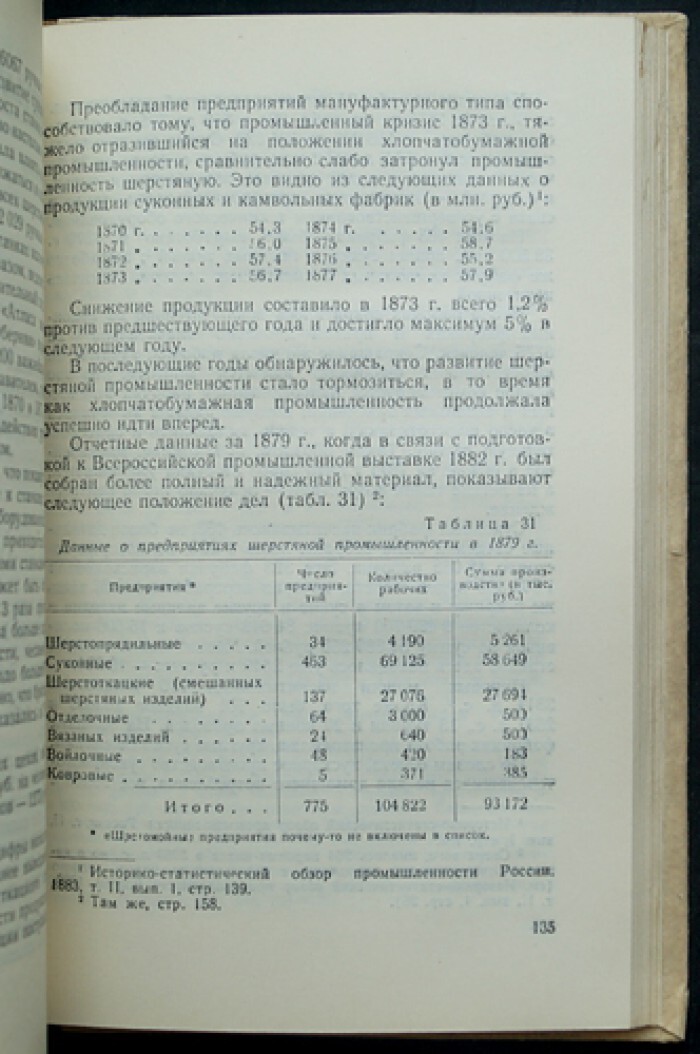 Преобладание предприятий мануфактурного типа спо-
собствовало тому, что промышленный кризис 1873 г., тя-
жело отразившийся на положении хлопчатобумажной
промышленности, сравнительно слабо затронул промыш-
ленность шерстяную. Это видно из следующих данных о
продукции суконных и камвольных фабрик (в млн. руб.)¹:
1870 г. . . . . . . 54,3 1874 г. . . . . . 54,6
1871 . . . . . . . 56,0 1875 . . . . . . . 58,7
1872 . . . . . . . 57,4 1876 . . . . . . . 55,2
1873 . . . . . . . 56,7 1877 . . . . . . . 57,9
Снижение продукции составило в 1873 г. всего 1,2%
против предшествующего года и достигло максимум 5% в
следующем году.
В последующие годы обнаружилось, что развитие шер-
стяной промышленности стало тормозиться, в то время
как хлопчатобумажная промышленность продолжала
успешно идти вперед.
Отчетные данные за 1879 г., когда в связи с подготов-
кой к Всероссийской промышленной выставке 1882 г. был
собран более полный и надежный материал, показывают
следующее положение дел (табл. 31) ²:
Таблица 31
Данные о предприятиях шерстяной промышленности в 1879 г.
Предприятия * Число предприя-тий Количество рабочих Сумма произ-водства (в тыс. руб.)
Шерстопрядильные . . . . . 34 4 190 5 261
Суконные . . . . . . . . . . 463 69 125 58 649
Шерстоткацкие (смешанных
шерстяных изделий) . . . 137 27 076 27 694
Отделочные . . . . . . . 64 3 000 500
Вязаных изделий . . . . . . 24 640 500
Войлочные . . . . . . . . . 48 420 183
Ковровые . . . . . . . . . . 5 371 385
Итого . . . 775 104 822 93 172
* «Шерстомойные» предприятия почему-то не включены в список.
¹ Историко-статистический обзор промышленности России.
1883, т. II, вып. 1, стр. 139.
² Там же, стр. 158.
135